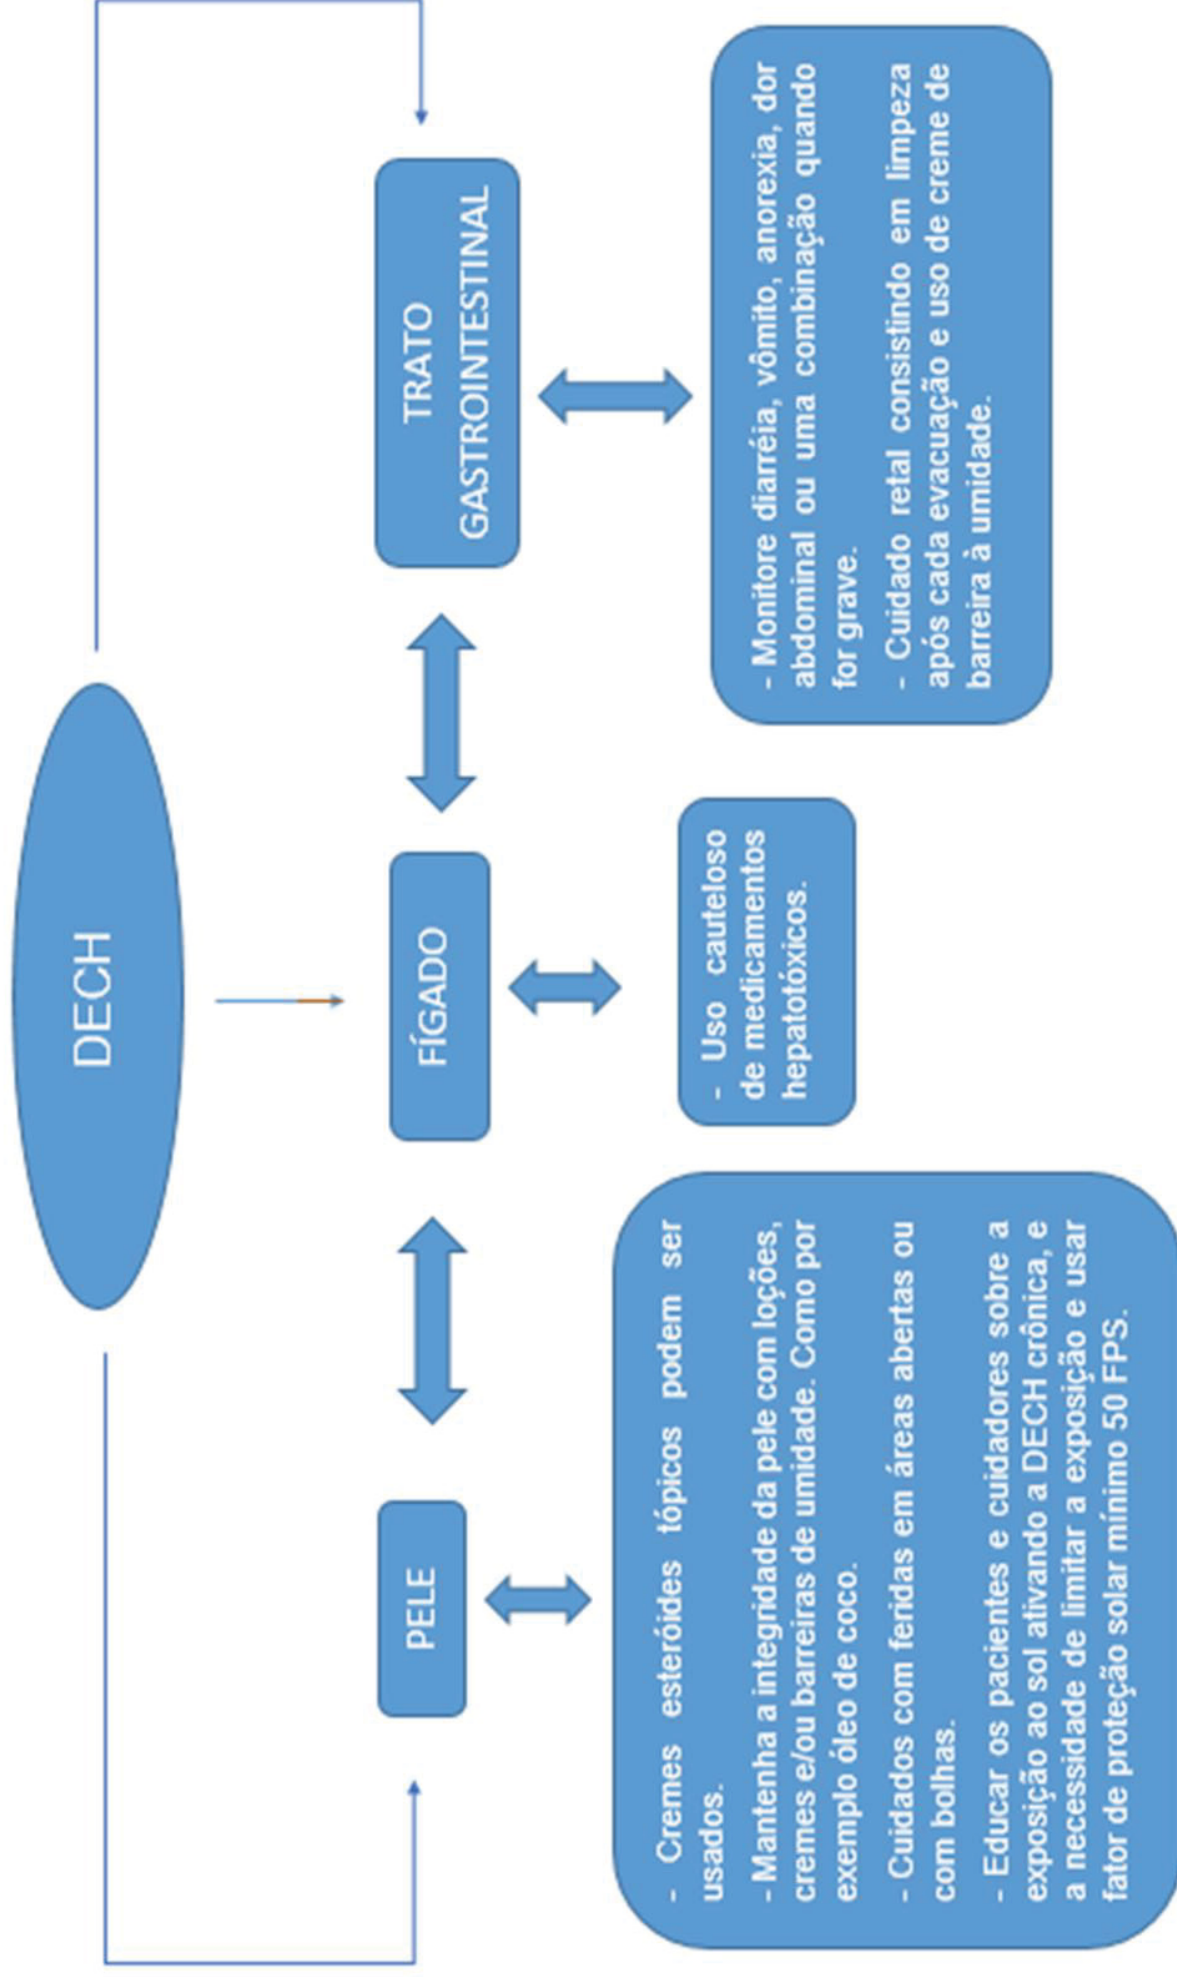 DECH
PELE
FÍGADO
TRATO
GASTROINTESTINAL
- Cremes esteróides tópicos podem ser
usados.
- Mantenha a integridade da pele com loções,
cremes e/ou barreiras de umidade. Como por
exemplo óleo de coco.
- Cuidados com feridas em áreas abertas ou
com bolhas.
- Educar os pacientes e cuidadores sobre a
exposição ao sol ativando a DECH crônica, e
a necessidade de limitar a exposição e usar
fator de proteção solar mínimo 50 FPS.
- Uso cauteloso
de medicamentos
hepatotóxicos.
- Monitore diarréia, vômito, anorexia, dor
abdominal ou uma combinação quando
for grave.
- Cuidado retal consistindo em limpeza
após cada evacuação e uso de creme de
barreira à umidade.